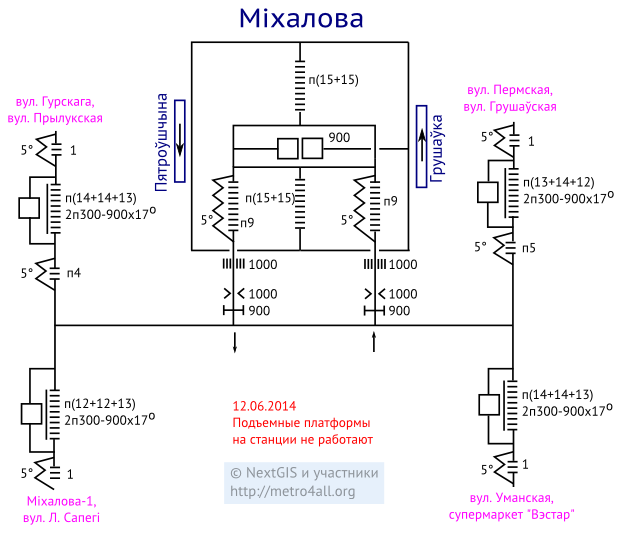 Міхалова
п(15+15)
Пятроўшчына
Грушаўка
900
п(15+15)
п9
5°
п9
5°
1000
1000
1000
1000
900
900
вул. Гурскага,
вул. Прылукская
5°
1
п(14+14+13)
2п300-900х17°
5°
п4
вул. Пермская,
вул. Грушаўская
5°
1
п(13+14+12)
2п300-900х17°
5°
п5
п(12+12+13)
2п300-900х17°
5°
1
Міхалова-1,
вул. Л. Сапегі
12.06.2014
Подъемные платформы
на станции не работают
© NextGIS и участники
http://metro4all.org
п(14+14+13)
2п300-900х17°
5°
1
вул. Уманская,
супермаркет "Вэстар"